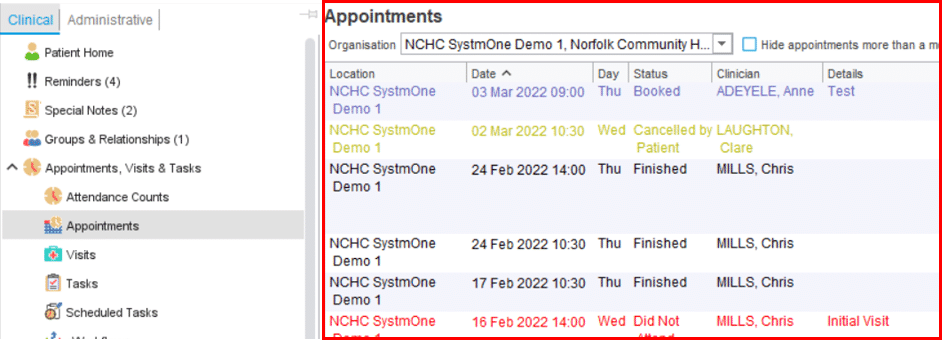 Clinical Administrative
Patient Home
Reminders (4)
Special Notes (2)
Groups & Relationships (1)
Appointments, Visits & Tasks
Attendance Counts
Appointments
Visits
Tasks
Scheduled Tasks
Appointments
Organisation NCHC SystmOne Demo 1, Norfolk Community H... Hide appointments more than a
Location Date Day Status Clinician Details
NCHC SystmOne 03 Mar 2022 09:00 Thu Booked ADEYELE, Anne Test
Demo 1
NCHC SystmOne 02 Mar 2022 10:30 Wed Cancelled by LAUGHTON,
Demo 1 Patient Clare
NCHC SystmOne 24 Feb 2022 14:00 Thu Finished MILLS, Chris
Demo 1
NCHC SystmOne 24 Feb 2022 10:30 Thu Finished MILLS, Chris
Demo 1
NCHC SystmOne 17 Feb 2022 10:30 Thu Finished MILLS, Chris
Demo 1
NCHC SystmOne 16 Feb 2022 14:00 Wed Did Not MILLS, Chris Initial Visit